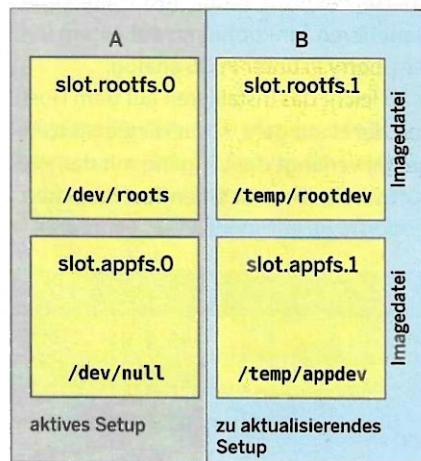 A
B
slot.rootfs.0
slot.rootfs.1
/dev/roots
/temp/rootdev
Imagedatei
slot.appfs.0
slot.appfs.1
/dev/null
/temp/appdev
Imagedatei
aktives Setup
zu aktualisierendes
Setup